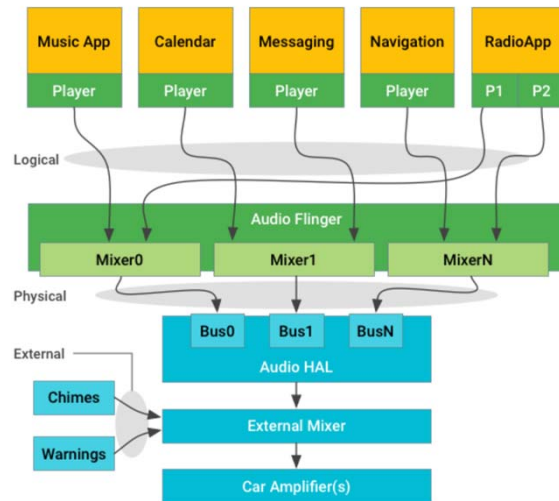 Music App
Calendar
Messaging
Navigation
RadioApp
Player
Player
Player
Player
P1
P2
Logical
Audio Flinger
Mixer0
Mixer1
MixerN
Physical
Bus0
Bus1
BusN
Audio HAL
External
Chimes
External Mixer
Warnings
Car Amplifier(s)